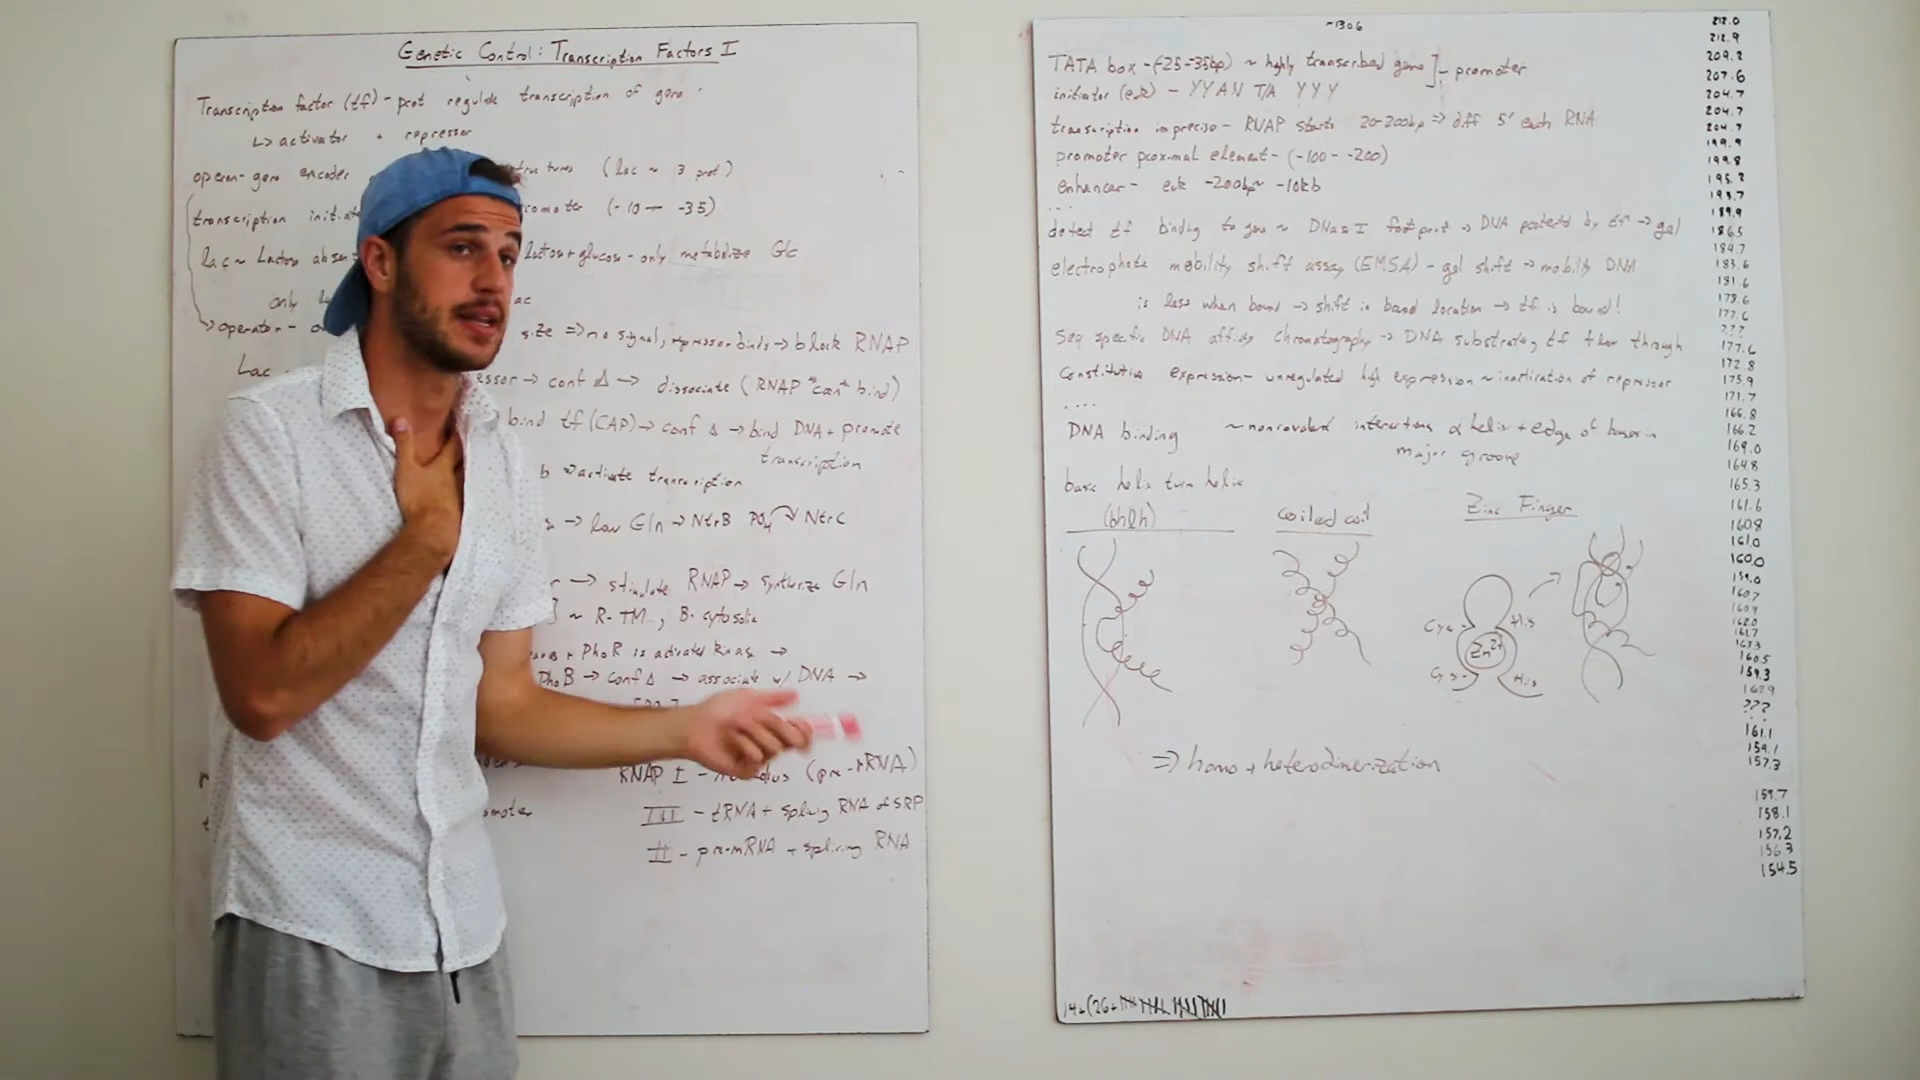 Genetic Control: Transcription Factors I
Transcription factor (tf) - prot regulate transcription of gene
↳ activator + repressor
operon - gene encodes (lac ~ 3 prot)
transcription initiat promoter (-10 - -35)
lac ~ Lactose absen lactose + glucose - only metabolize Glc
only l ac
→ operator - size => no signal, repressor binds → block RNAP
Lac essor → conf Δ → dissociate (RNAP "can" bind)
bind tf (CAP) → conf Δ → bind DNA + promote
transcription
b → activate transcription
→ low Gln → NtrB PO4 NtrC
→ stimulate RNAP → synthesize Gln
~ R-TM, B-cytosolic
+ PhoR is activated kinase →
PhoB → conf Δ → associate w/ DNA →
RNAP I - (pre-rRNA)
omoter III - tRNA + splicing RNA of SRP
II - pre-mRNA + splicing RNA
~1306
TATA box - (-25 - -35bp) ~ highly transcribed gene ] - promoter
initiator (euk) - YYAN T/A YYY
transcription imprecise - RNAP starts 20-200bp => diff 5' each RNA
promoter proximal element - (-100 - -200)
enhancer - euk -200bp ~ -10kb
...
detect tf binding to gene ~ DNase I footprint → DNA protected by tf → gel
electrophore mobility shift assay (EMSA) - gel shift → mobility DNA
is less when bound → shift in band location → tf is bound!
Seq specific DNA affinity chromatography → DNA substrate, tf flow through
Constitutive expression - unregulated high expression ~ inactivation of repressor
....
DNA binding ~ noncovalent interactions α helix + edge of bases in
major groove
basic helix turn helix
(bhlh) coiled coil Zinc Finger
Cys His
Zn2+
Cys His
=> homo + heterodimerization
14+(26+
212.0
212.9
209.2
207.6
204.7
204.7
204.7
199.9
199.8
195.2
193.7
189.9
186.5
184.7
183.6
181.6
179.6
177.6
???
177.6
172.8
175.9
171.7
166.8
166.2
169.0
164.8
165.3
161.6
160.8
161.0
160.0
159.0
160.7
160.9
162.0
161.7
163.3
160.5
159.3
162.9
???
161.1
159.1
157.3
159.7
158.1
157.2
156.3
154.5